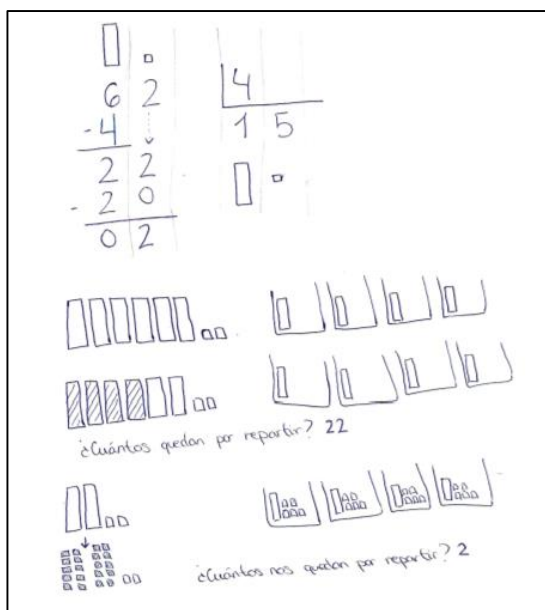 6 2 4
-4 1 5
2 2
- 2 0
0 2
¿Cuántos quedan por repartir? 22
¿Cuántos nos quedan por repartir? 2